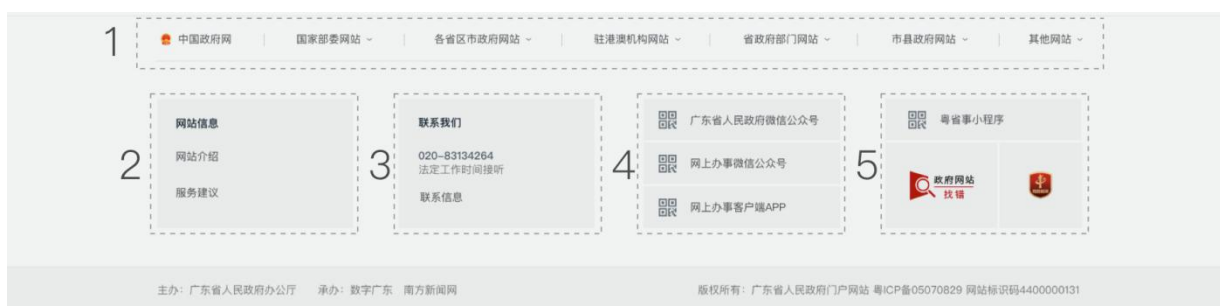 1
中国政府网 国家部委网站 各省区市政府网站 驻港澳机构网站 省政府部门网站 市县政府网站 其他网站
2
网站信息
网站介绍
服务建议
3
联系我们
020-83134264
法定工作时间接听
联系信息
4
广东省人民政府微信公众号
网上办事微信公众号
网上办事客户端APP
5
粤省事小程序
政府网站
找错
主办：广东省人民政府办公厅 承办：数字广东 南方新闻网
版权所有：广东省人民政府门户网站 粤ICP备05070829 网站标识码4400000131